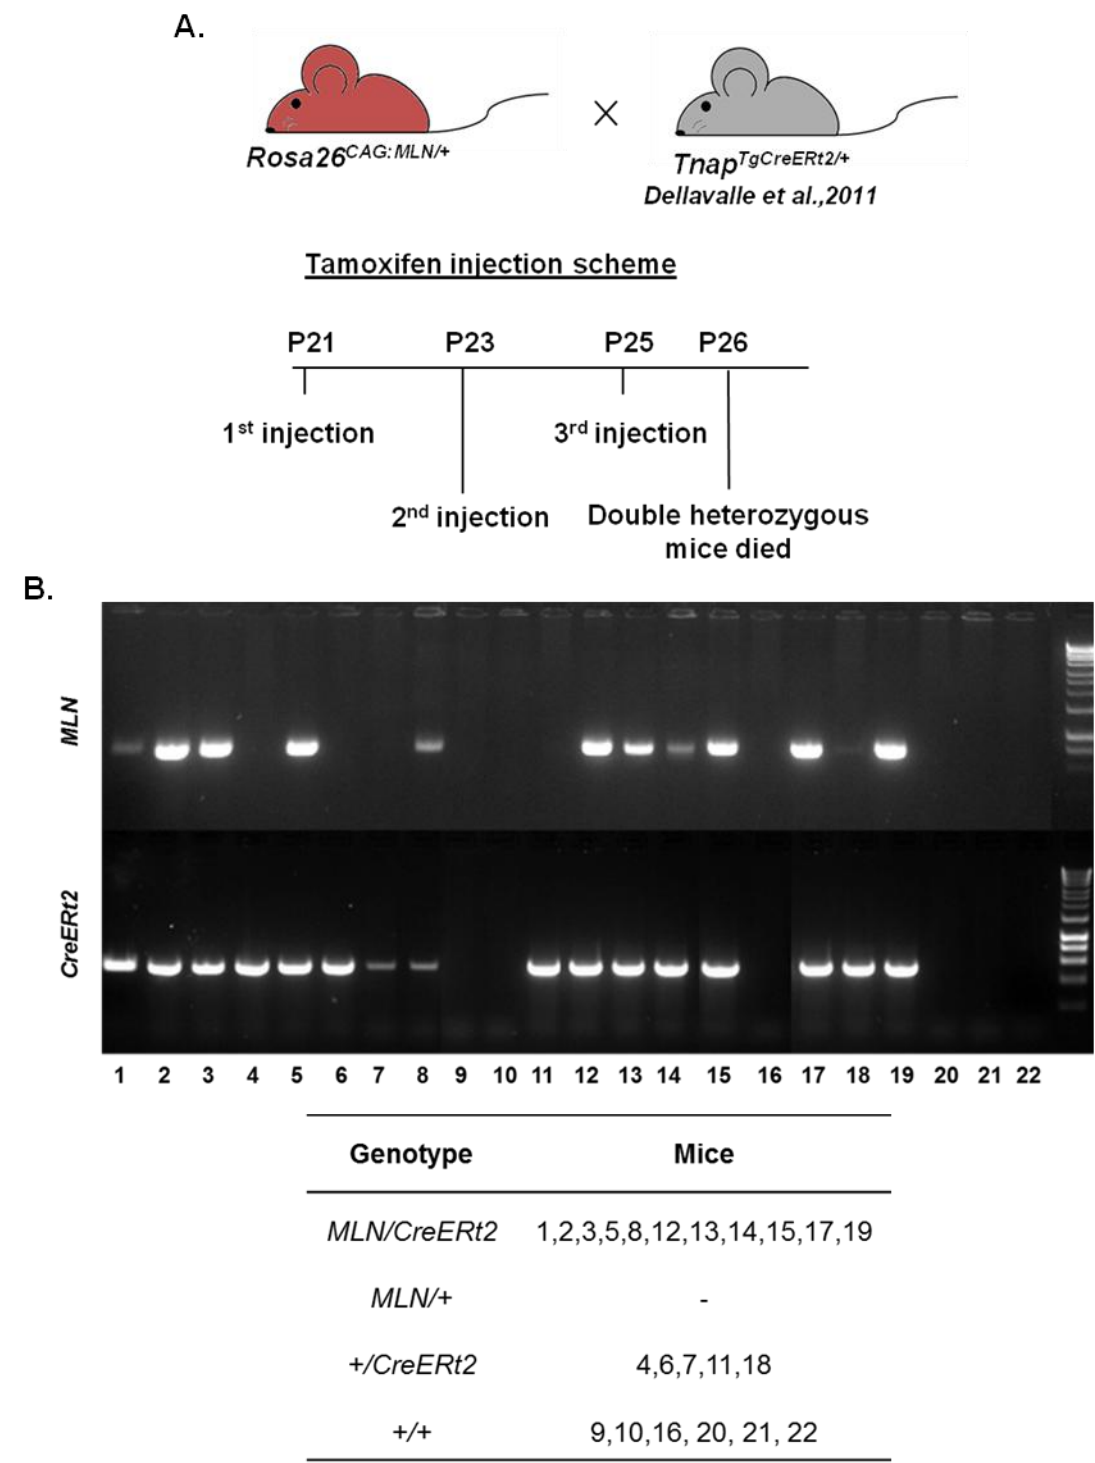 A.
Rosa26CAG:MLN/+
×
TnapTgCreERt2/+
Dellavalle et al.,2011
Tamoxifen injection scheme
P21 P23 P25 P26
1st injection 3rd injection
2nd injection Double heterozygous
mice died
B.
MLN
CreERt2
1 2 3 4 5 6 7 8 9 10 11 12 13 14 15 16 17 18 19 20 21 22
Genotype Mice
MLN/CreERt2 1,2,3,5,8,12,13,14,15,17,19
MLN/+ -
+/CreERt2 4,6,7,11,18
+/+ 9,10,16, 20, 21, 22